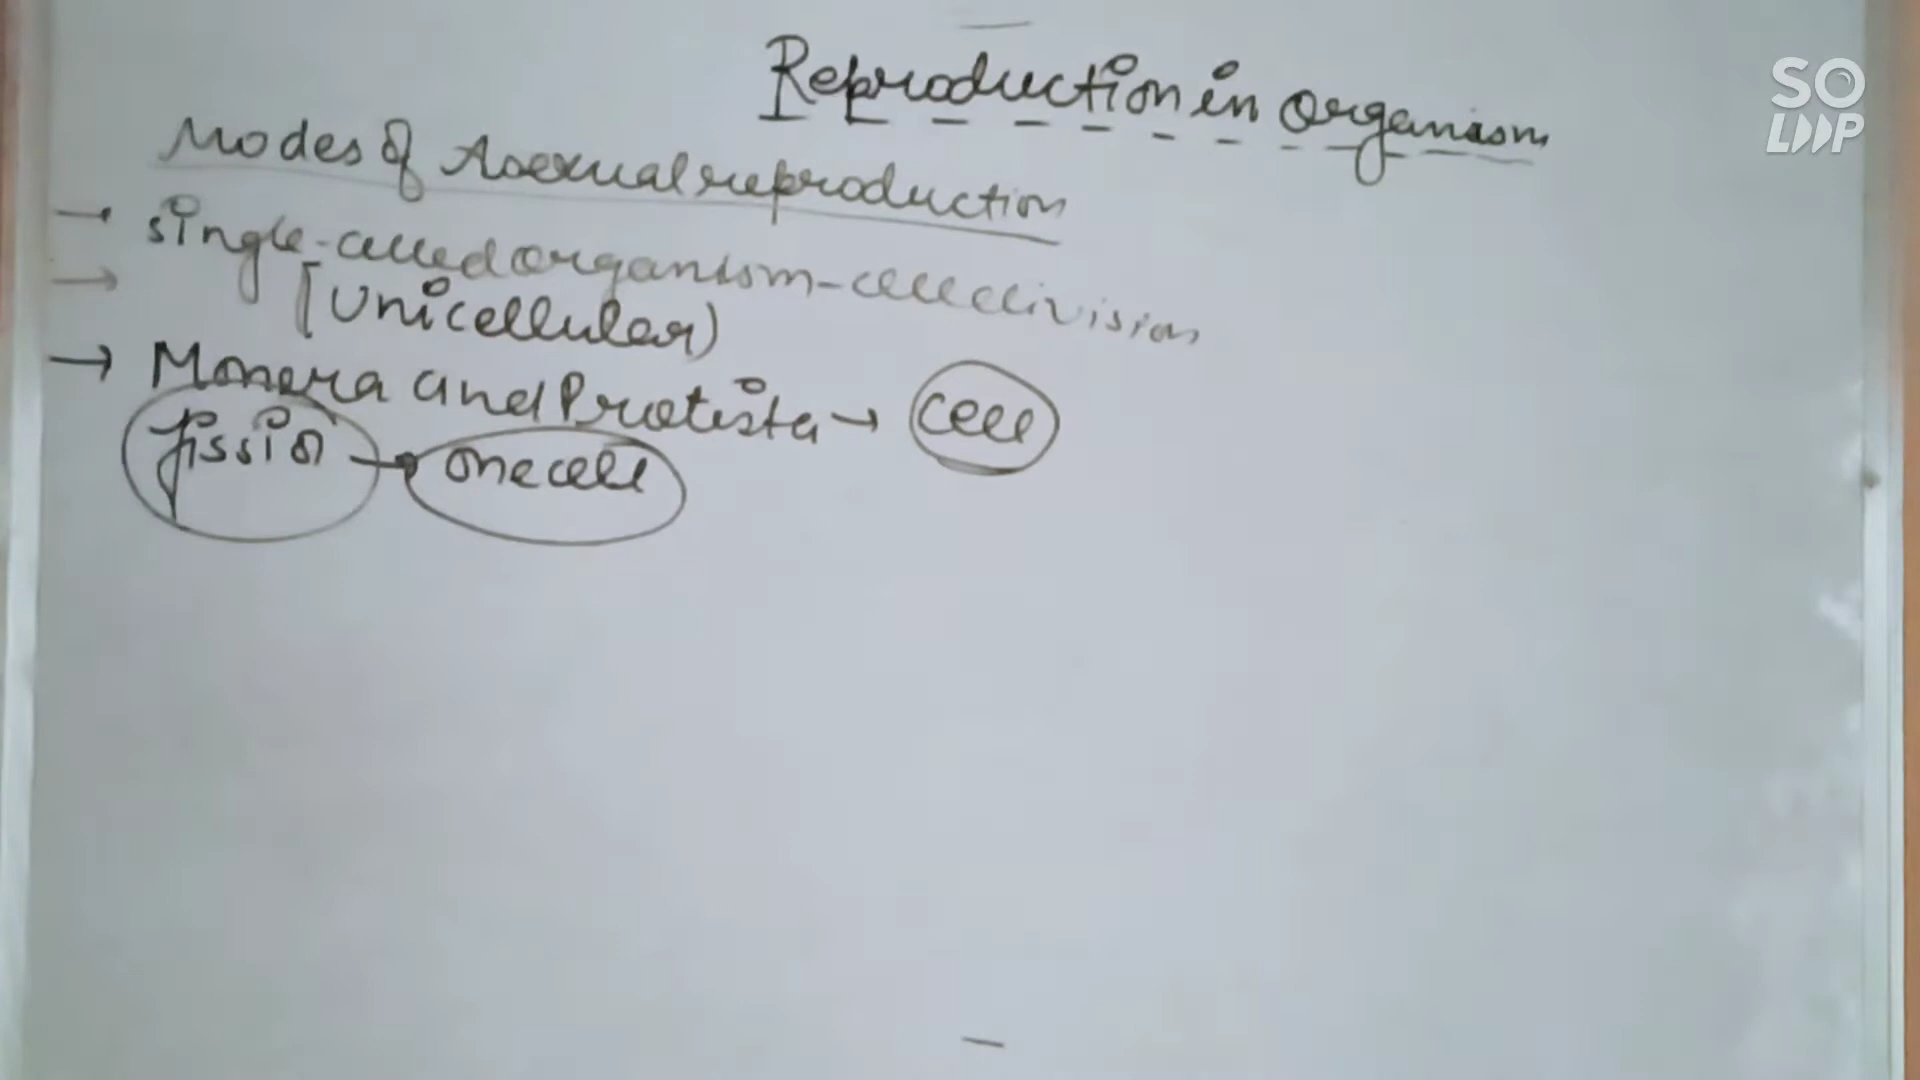 Reproduction in Organism
SO
LOOP
Modes of Asexual reproduction
→ single-celled organism - cell division
→ [Unicellular)
→ Monera and Protista → cell
fission → one cell